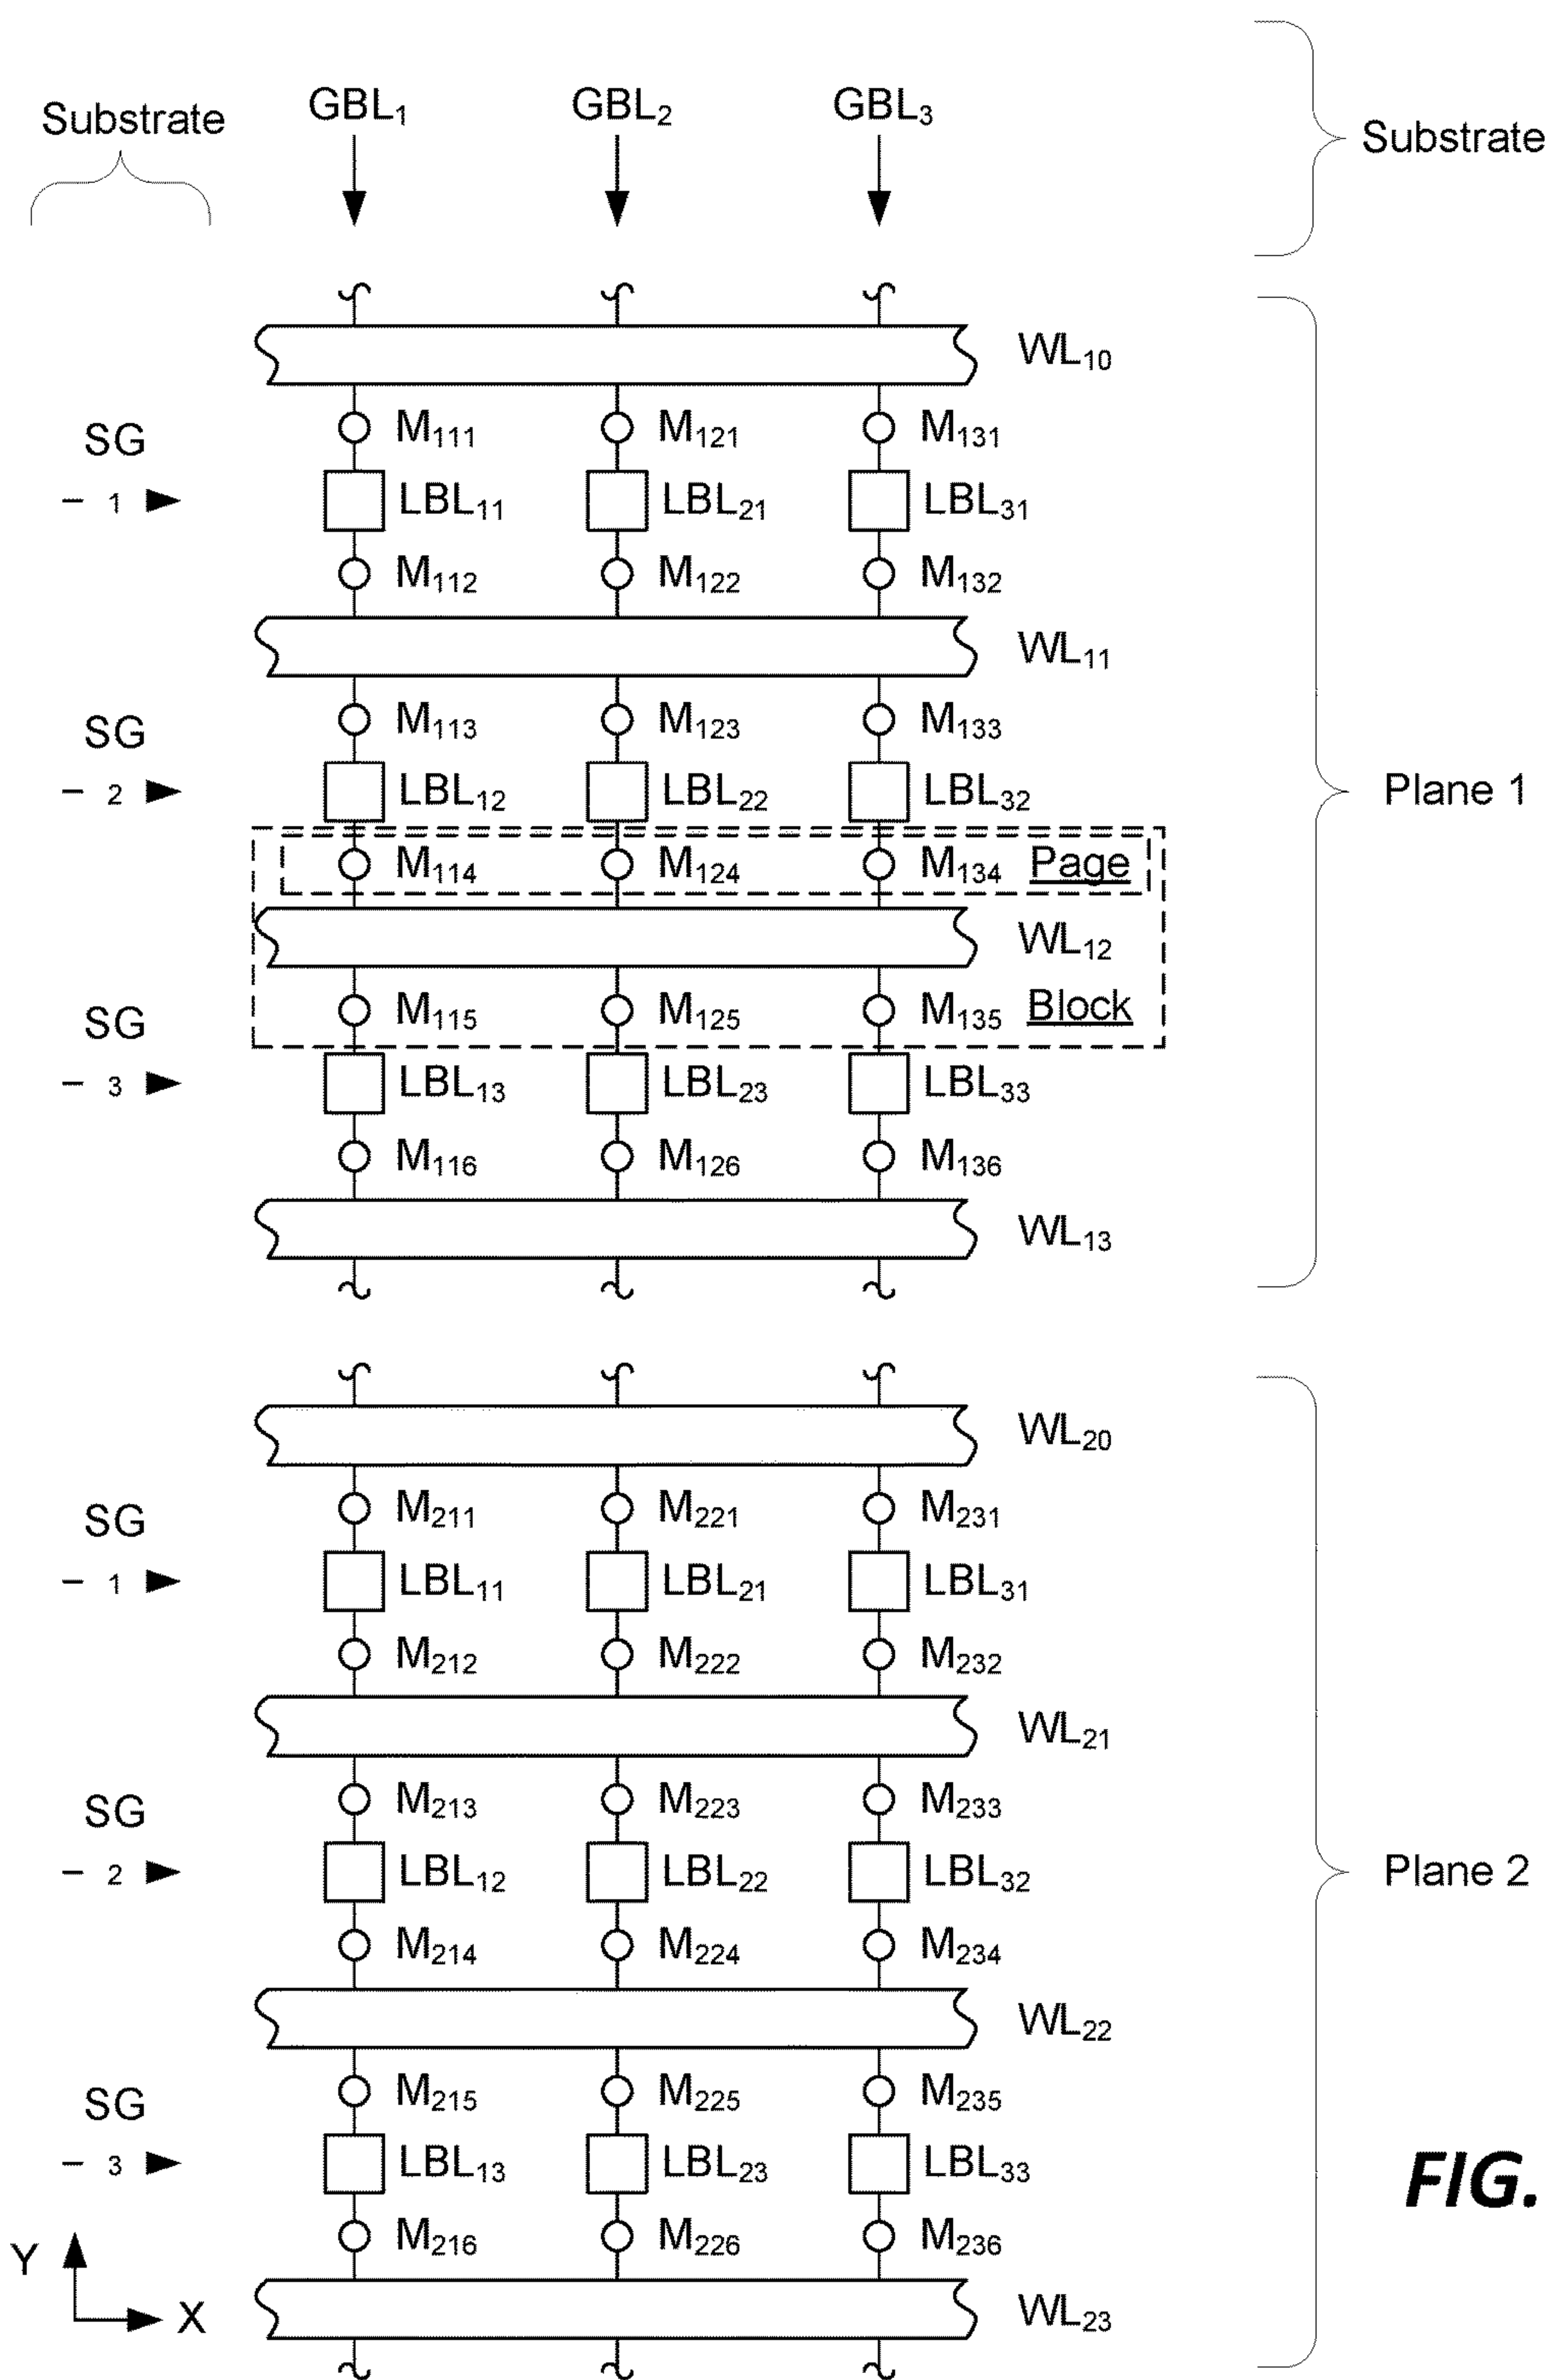 Substrate GBL1 GBL2 GBL3 Substrate
WL10
SG M111 M121 M131
– 1 LBL11 LBL21 LBL31
M112 M122 M132
WL11
SG M113 M123 M133
– 2 LBL12 LBL22 LBL32 Plane 1
M114 M124 M134 Page
WL12
SG M115 M125 M135 Block
– 3 LBL13 LBL23 LBL33
M116 M126 M136
WL13
WL20
SG M211 M221 M231
– 1 LBL11 LBL21 LBL31
M212 M222 M232
WL21
SG M213 M223 M233
– 2 LBL12 LBL22 LBL32 Plane 2
M214 M224 M234
WL22
SG M215 M225 M235
– 3 LBL13 LBL23 LBL33 FIG.
M216 M226 M236
Y
X
WL23